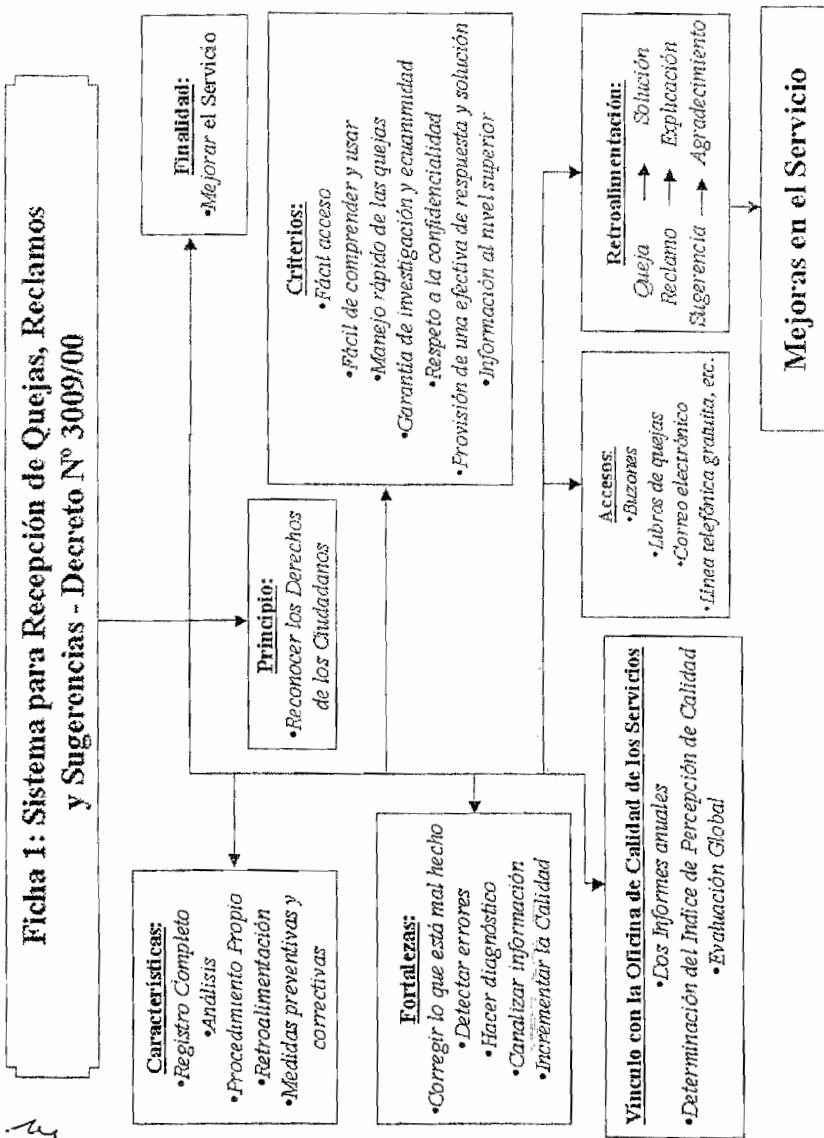 Ficha 1: Sistema para Recepción de Quejas, Reclamos
y Sugerencias - Decreto Nº 3009/00
Finalidad:
•Mejorar el Servicio
Principio:
•Reconocer los Derechos
de los Ciudadanos
Características:
•Registro Completo
•Análisis
•Procedimiento Propio
•Retroalimentación
•Medidas preventivas y
correctivas
Criterios:
•Fácil acceso
•Fácil de comprender y usar
•Manejo rápido de las quejas
•Garantía de investigación y ecuanimidad
•Respeto a la confidencialidad
•Provisión de una efectiva de respuesta y solución
•Información al nivel superior
Fortalezas:
•Corregir lo que está mal hecho
•Detectar errores
•Hacer diagnóstico
•Canalizar información
•Incrementar la Calidad
Vínculo con la Oficina de Calidad de los Servicios
•Dos Informes anuales
•Determinación del Indice de Percepción de Calidad
•Evaluación Global
Accesos:
•Buzones
•Libros de quejas
•Correo electrónico
•Línea telefónica gratuita, etc..
Retroalimentación:
Queja → Solución
Reclamo → Explicación
Sugerencia → Agradecimiento
Mejoras en el Servicio